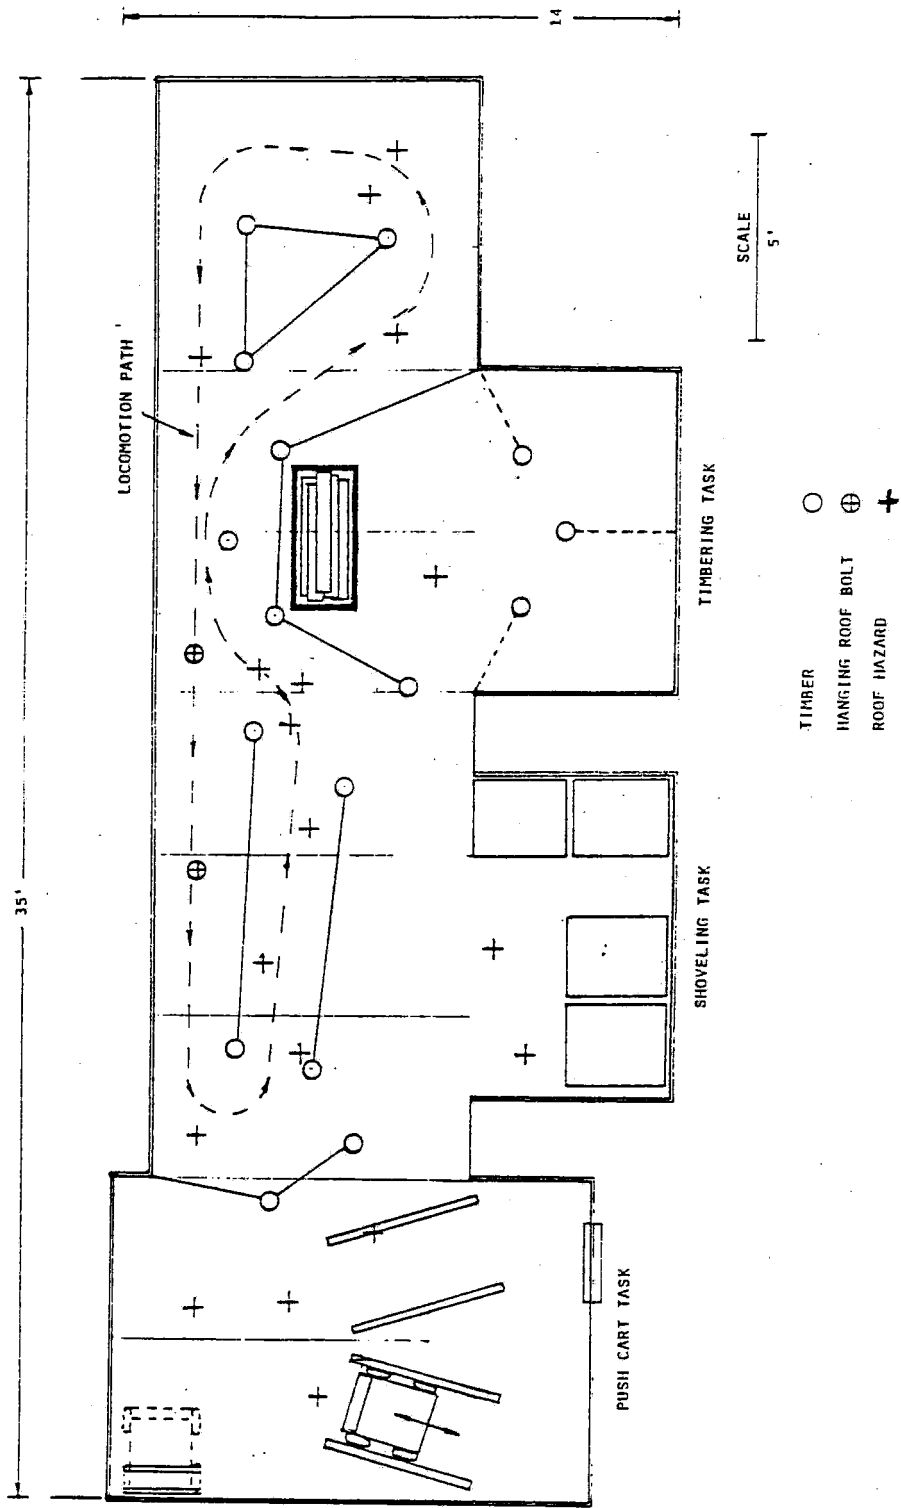 14
35'
LOCOMOTION PATH
SCALE
5'
TIMBERING TASK
SHOVELING TASK
PUSH CART TASK
TIMBER
HANGING ROOF BOLT
ROOF HAZARD